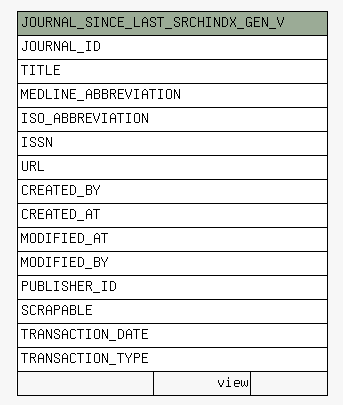 JOURNAL_SINCE_LAST_SRCHINDX_GEN_V
JOURNAL_ID
TITLE
MEDLINE_ABBREVIATION
ISO_ABBREVIATION
ISSN
URL
CREATED_BY
CREATED_AT
MODIFIED_AT
MODIFIED_BY
PUBLISHER_ID
SCRAPABLE
TRANSACTION_DATE
TRANSACTION_TYPE
view